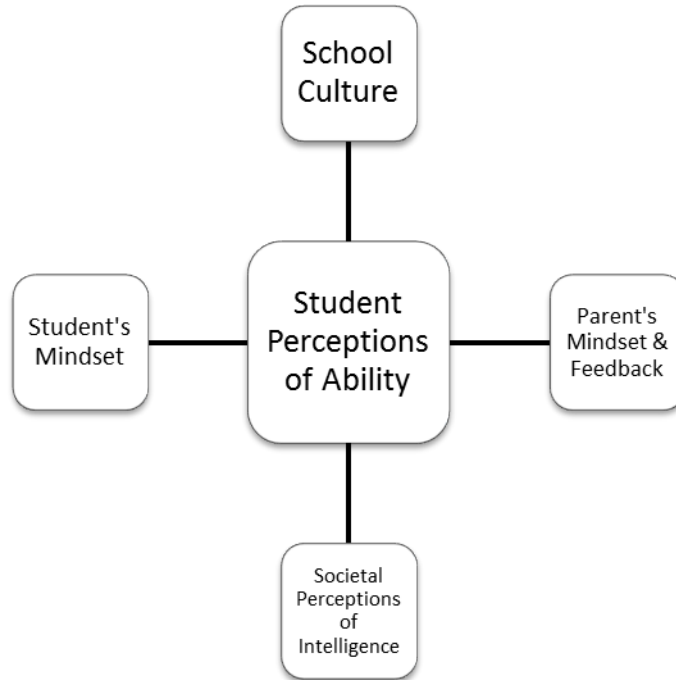 School
Culture
Student's
Mindset
Student
Perceptions
of Ability
Parent's
Mindset &
Feedback
Societal
Perceptions
of
Intelligence